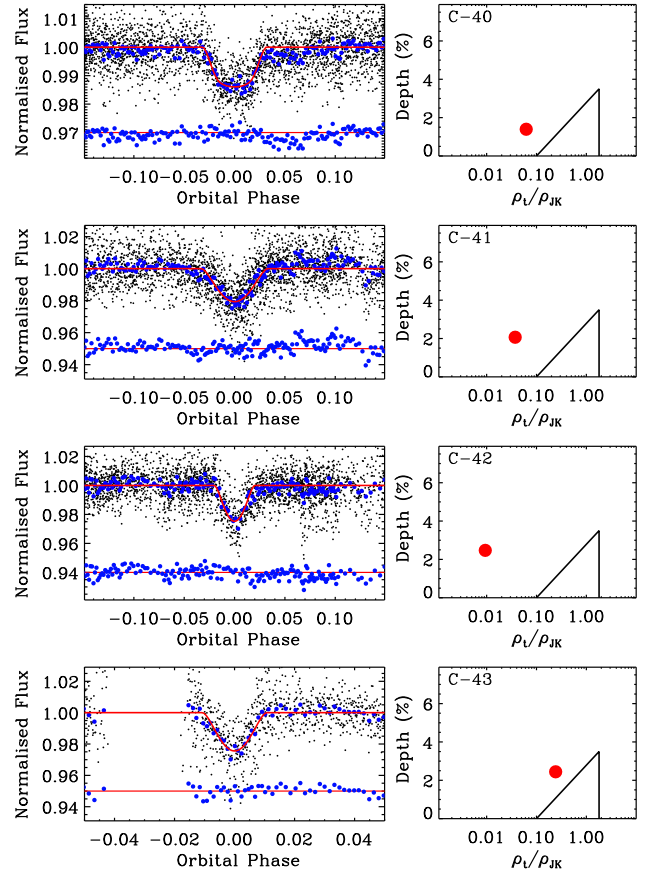 1.01
1.00
0.99
0.98
0.97
Normalised Flux
−0.10 −0.05 0.00 0.05 0.10
Orbital Phase
C−40
6
4
2
0
Depth (%)
0.01 0.10 1.00
ρt/ρJK
1.02
1.00
0.98
0.96
0.94
Normalised Flux
−0.10 −0.05 0.00 0.05 0.10
Orbital Phase
C−41
6
4
2
0
Depth (%)
0.01 0.10 1.00
ρt/ρJK
1.02
1.00
0.98
0.96
0.94
Normalised Flux
−0.10 −0.05 0.00 0.05 0.10
Orbital Phase
C−42
6
4
2
0
Depth (%)
0.01 0.10 1.00
ρt/ρJK
1.02
1.00
0.98
0.96
0.94
Normalised Flux
−0.04 −0.02 0.00 0.02 0.04
Orbital Phase
C−43
6
4
2
0
Depth (%)
0.01 0.10 1.00
ρt/ρJK